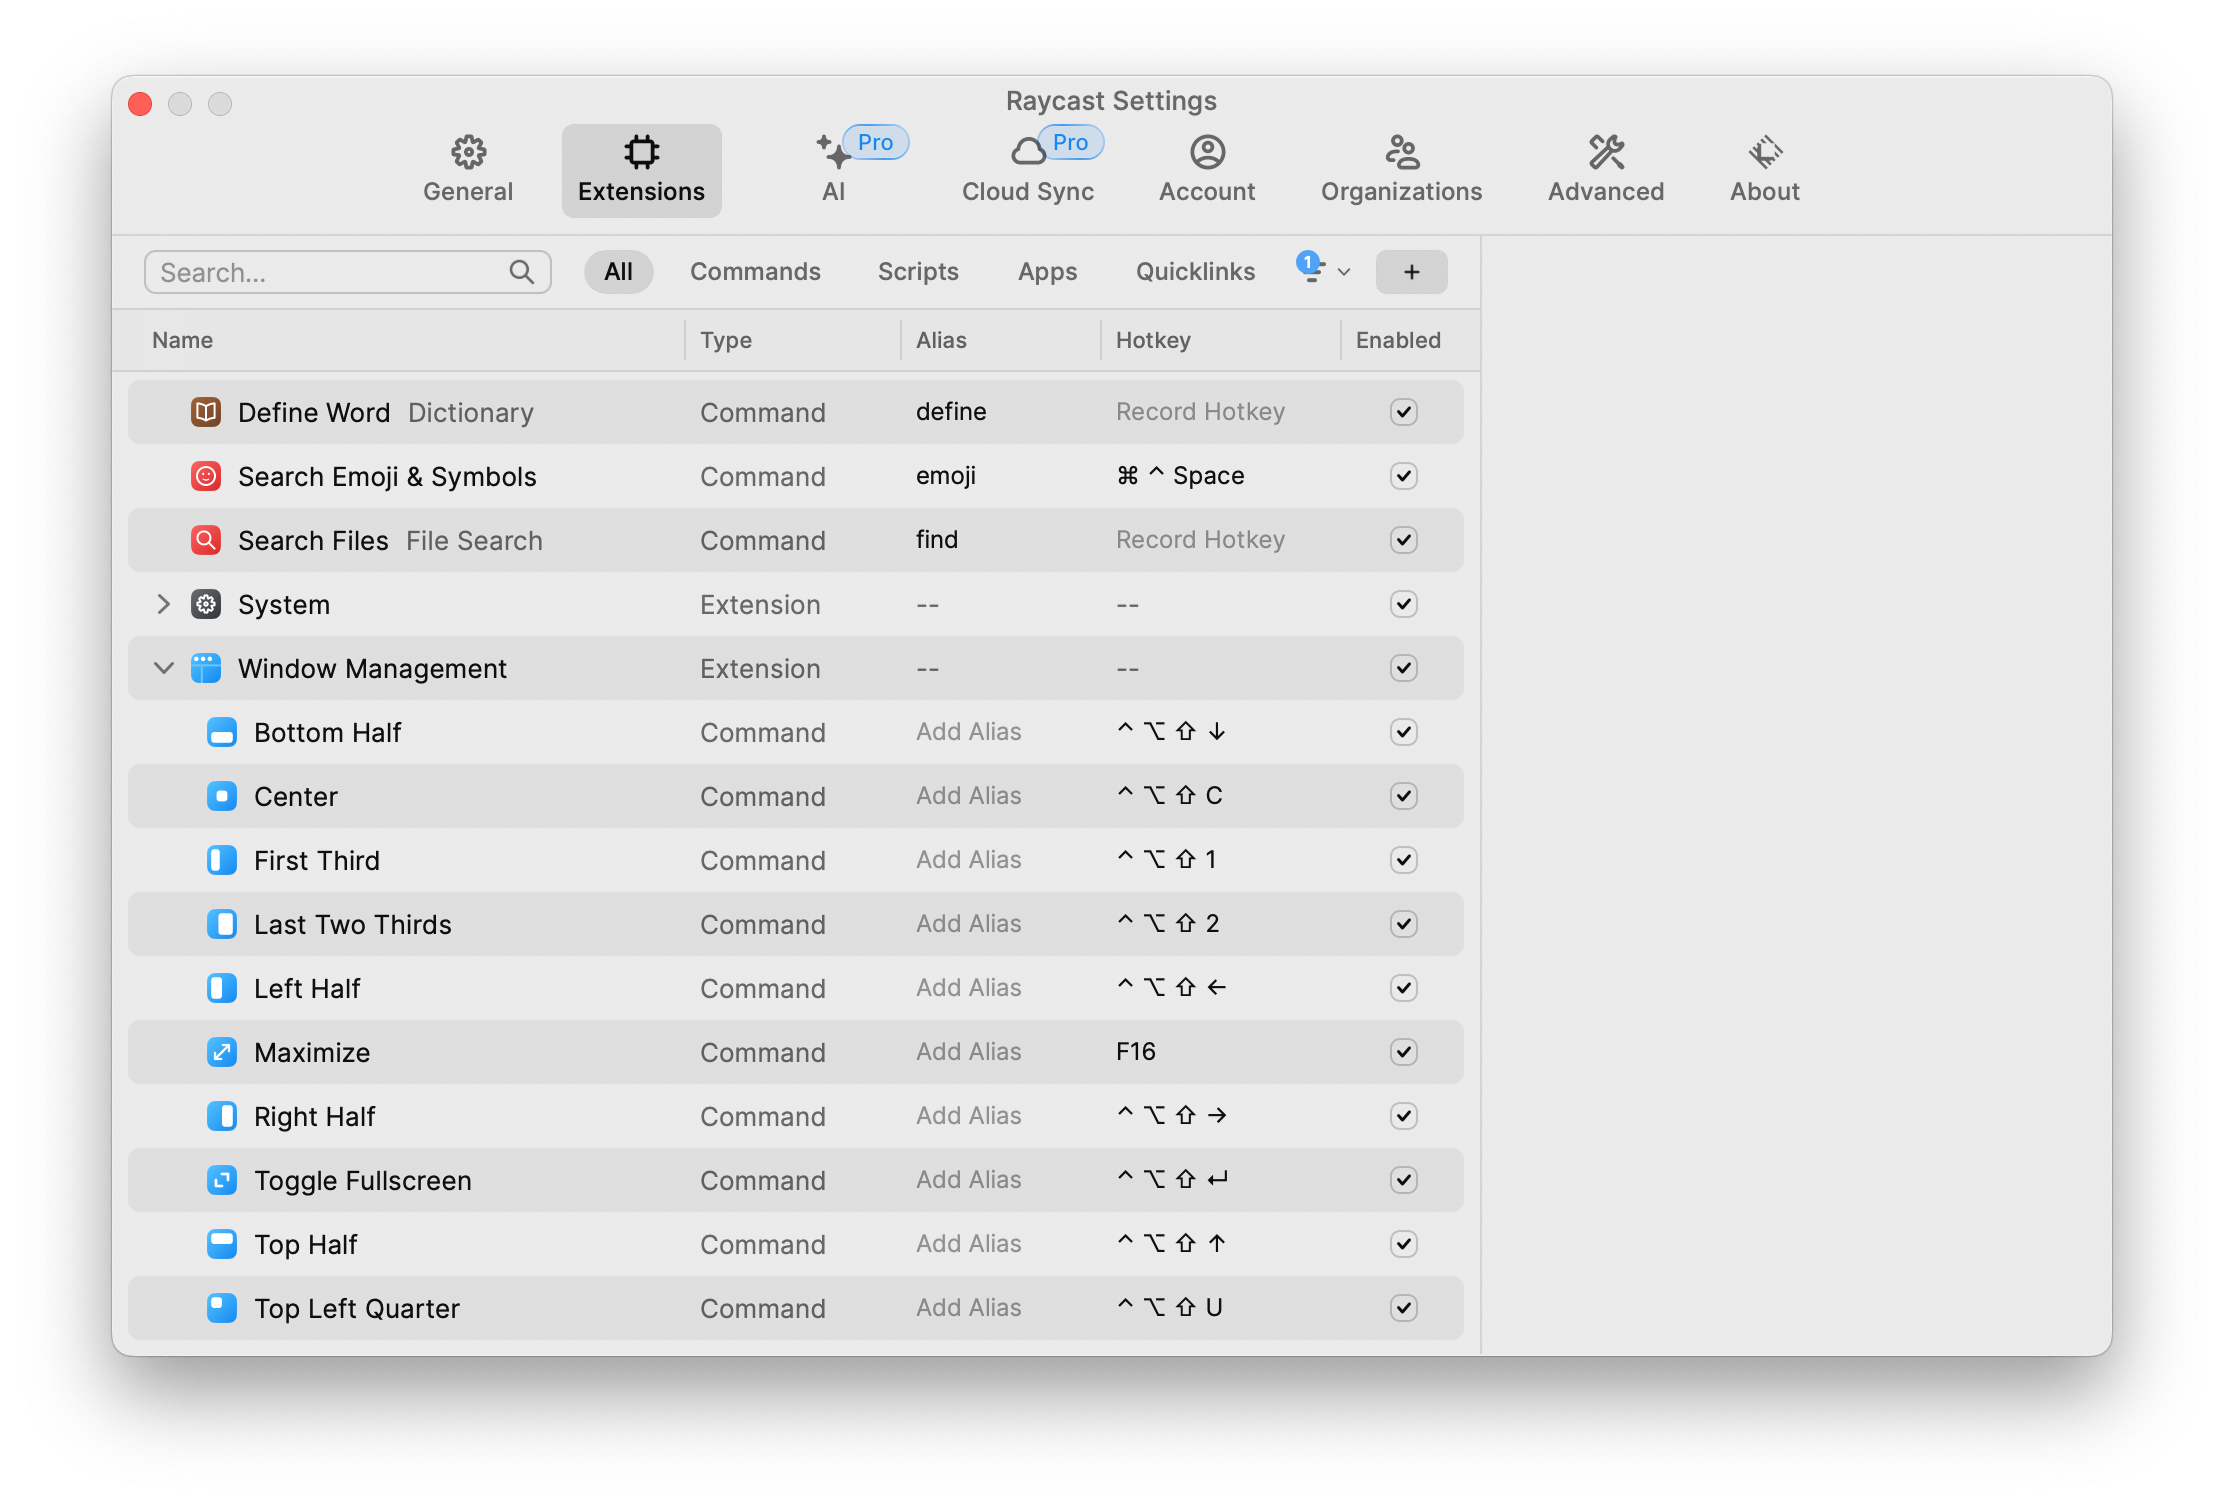 Raycast Settings
General
Extensions
AI Pro
Cloud Sync Pro
Account
Organizations
Advanced
About
Search...
All Commands Scripts Apps Quicklinks 1 +
Name Type Alias Hotkey Enabled
Define Word Dictionary Command define Record Hotkey
Search Emoji & Symbols Command emoji ⌘ ^ Space
Search Files File Search Command find Record Hotkey
System Extension -- --
Window Management Extension -- --
Bottom Half Command Add Alias ^ ⌥ ⇧ ↓
Center Command Add Alias ^ ⌥ ⇧ C
First Third Command Add Alias ^ ⌥ ⇧ 1
Last Two Thirds Command Add Alias ^ ⌥ ⇧ 2
Left Half Command Add Alias ^ ⌥ ⇧ ←
Maximize Command Add Alias F16
Right Half Command Add Alias ^ ⌥ ⇧ →
Toggle Fullscreen Command Add Alias ^ ⌥ ⇧ ↵
Top Half Command Add Alias ^ ⌥ ⇧ ↑
Top Left Quarter Command Add Alias ^ ⌥ ⇧ U